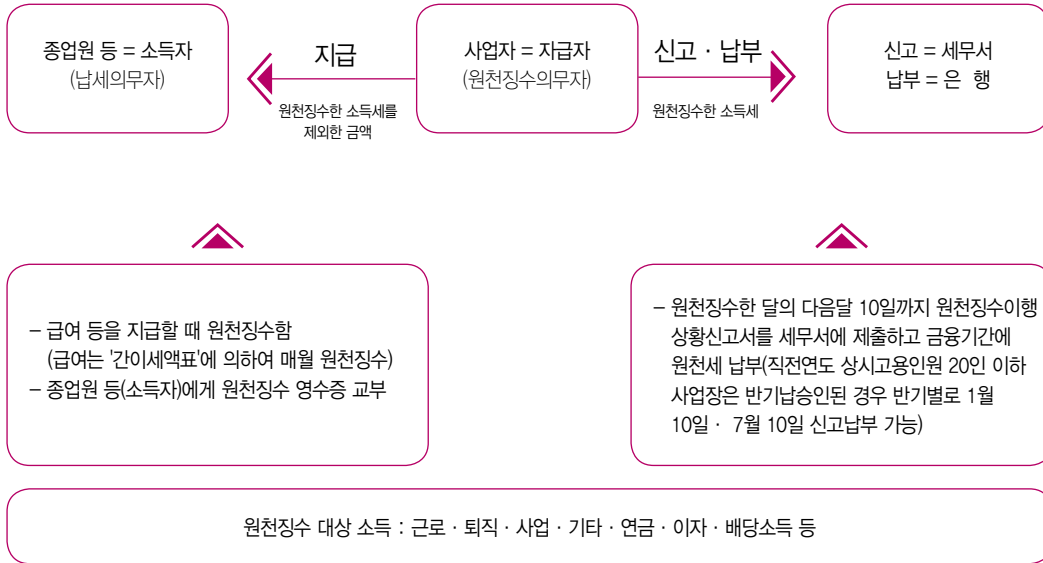 종업원 등 = 소득자
(납세의무자)
지급
원천징수한 소득세를
제외한 금액
사업자 = 지급자
(원천징수의무자)
신고 · 납부
원천징수한 소득세
신고 = 세무서
납부 = 은 행
– 급여 등을 지급할 때 원천징수함
(급여는 '간이세액표'에 의하여 매월 원천징수)
– 종업원 등(소득자)에게 원천징수 영수증 교부
– 원천징수한 달의 다음달 10일까지 원천징수이행
상황신고서를 세무서에 제출하고 금융기간에
원천세 납부(직전연도 상시고용인원 20인 이하
사업장은 반기납승인된 경우 반기별로 1월
10일 · 7월 10일 신고납부 가능)
원천징수 대상 소득 : 근로 · 퇴직 · 사업 · 기타 · 연금 · 이자 · 배당소득 등